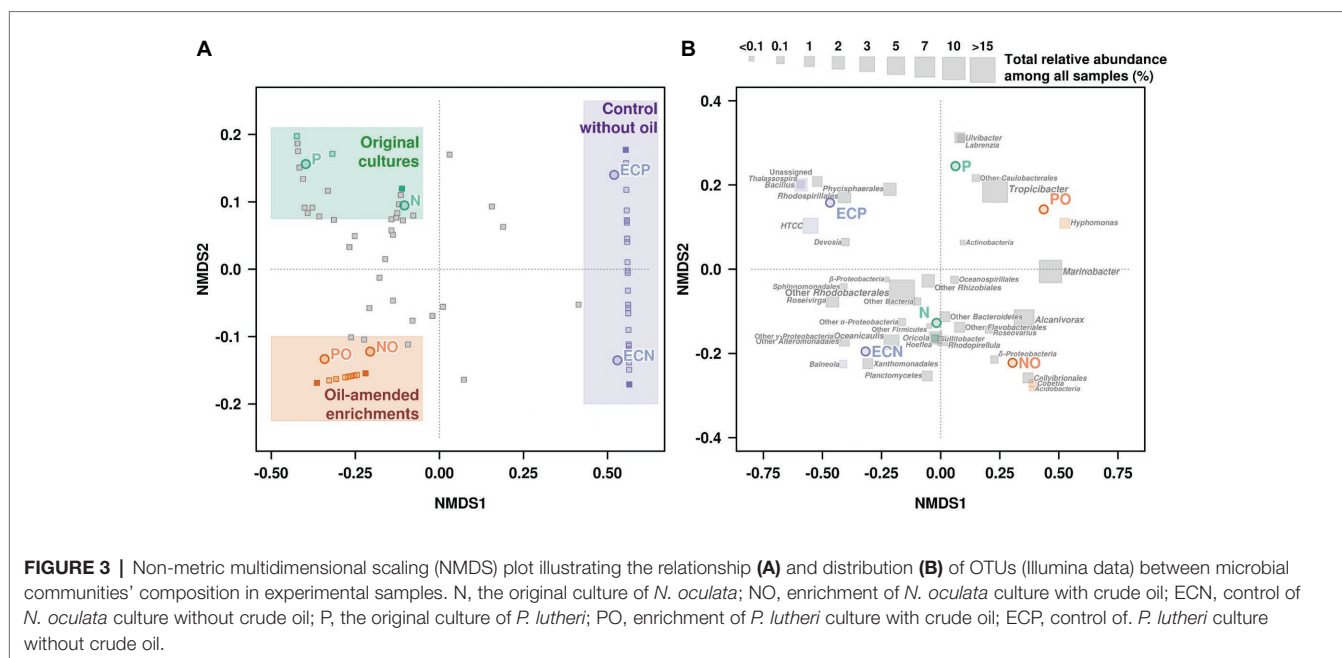 A
0.2
0.1
0.0
-0.1
-0.2
NMDS2
-0.50
-0.25
0.00
0.25
0.50
NMDS1
P
Original
cultures
N
Control
without oil
ECP
ECN
PO
NO
Oil-amended
enrichments
B
<0.1 0.1 1 2 3 5 7 10 >15
Total relative abundance
among all samples (%)
0.4
0.2
0.0
-0.2
-0.4
NMDS2
-0.75
-0.50
-0.25
0.00
0.25
0.50
0.75
NMDS1
Ulvibacter
Labrenzia
P
Other Caulobacterales
Tropicibacter
PO
Hyphomonas
Actinobacteria
Unassigned
Thalassospira
Bacillus
Phycisphaerales
Rhodospirillales
ECP
HTCC
Devosia
Marinobacter
β-Proteobacteria
Oceanospirillales
Sphinnomonadales
Other Rhizobiales
Other Rhodobacterales
Roseivirga
Other Bacteria
N
Other Bacteroidetes
Alcanivorax
Other α-Proteobacteria
Other Firmicutes
Other Flavobacteriales
Roseovarius
Other γ-Proteobacteria
Oceanicaulis
Oricola
Sulfitobacter
Other Alteromonadales
Hoeflea
Rhodopirellula
ECN
δ-Proteobacteria
NO
Balneola
Xanthomonadales
Planctomycetes
Cellvibrionales
Cobetia
Acidobacteria
FIGURE 3 | Non-metric multidimensional scaling (NMDS) plot illustrating the relationship (A) and distribution (B) of OTUs (Illumina data) between microbial
communities’ composition in experimental samples. N, the original culture of N. oculata; NO, enrichment of N. oculata culture with crude oil; ECN, control of
N. oculata culture without crude oil; P, the original culture of P. lutheri; PO, enrichment of P. lutheri culture with crude oil; ECP, control of. P. lutheri culture
without crude oil.